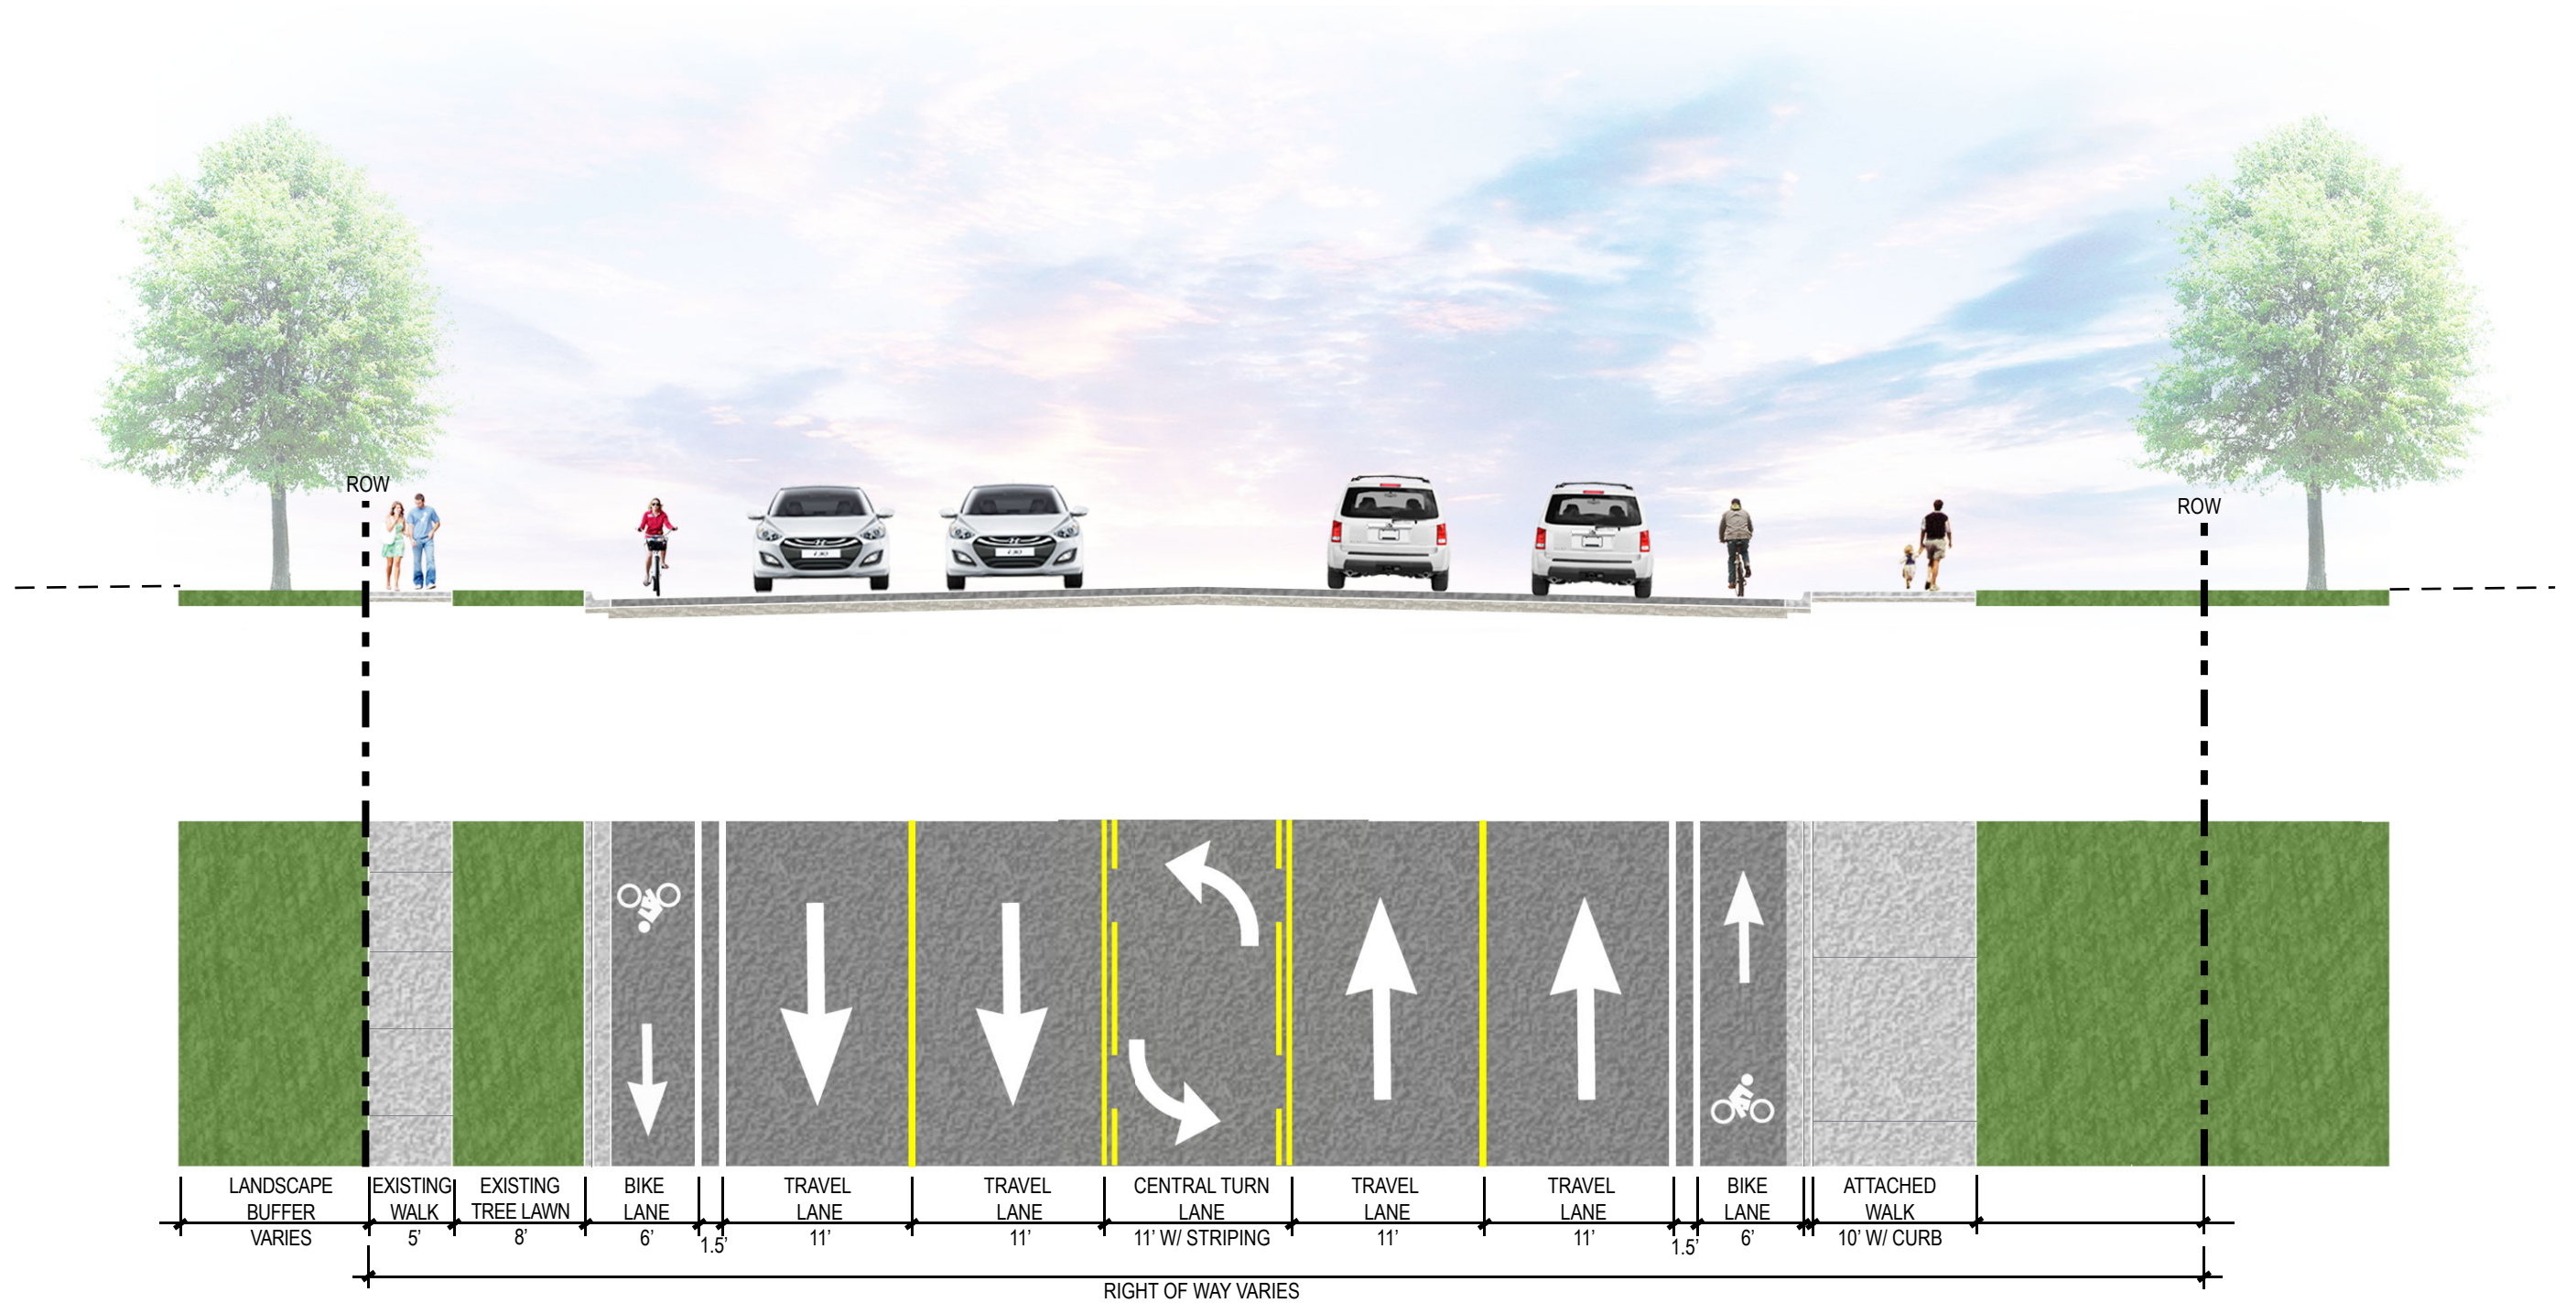 ROW
ROW
LANDSCAPE
BUFFER
VARIES
EXISTING
WALK
5’
EXISTING
TREE LAWN
8’
BIKE
LANE
6’
1.5’
TRAVEL
LANE
11’
TRAVEL
LANE
11’
CENTRAL TURN
LANE
11’ W/ STRIPING
TRAVEL
LANE
11’
TRAVEL
LANE
11’
1.5’
BIKE
LANE
6’
ATTACHED
WALK
10’ W/ CURB
RIGHT OF WAY VARIES